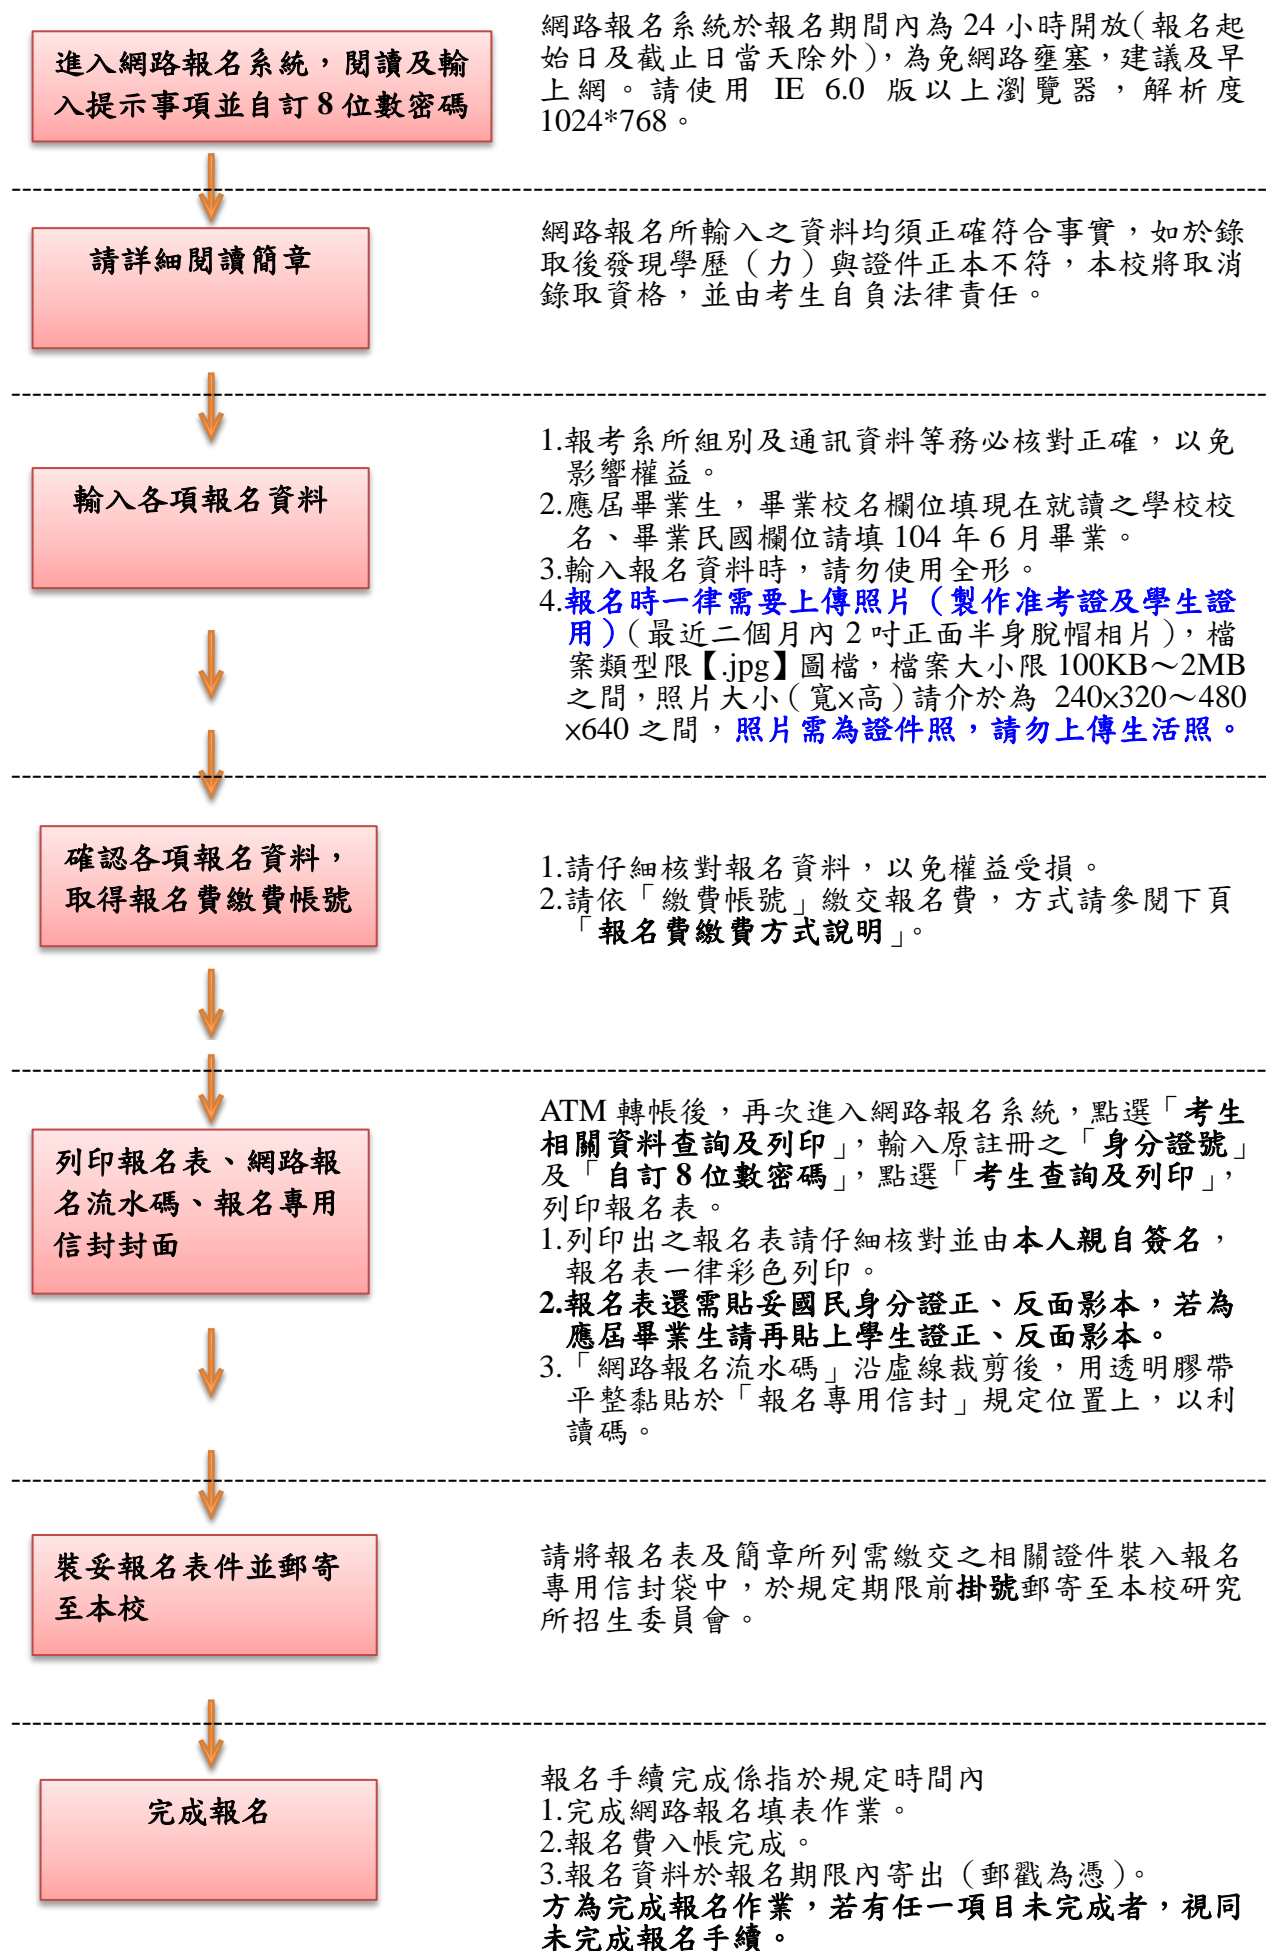 進入網路報名系統，閱讀及輸
入提示事項並自訂 8 位數密碼
網路報名系統於報名期間內為 24 小時開放(報名起
始日及截止日當天除外)，為免網路壅塞，建議及早
上網。請使用 IE 6.0 版以上瀏覽器，解析度
1024*768。
請詳細閱讀簡章
網路報名所輸入之資料均須正確符合事實，如於錄
取後發現學歷（力）與證件正本不符，本校將取消
錄取資格，並由考生自負法律責任。
輸入各項報名資料
1.報考系所組別及通訊資料等務必核對正確，以免
影響權益。
2.應屆畢業生，畢業校名欄位填現在就讀之學校校
名、畢業民國欄位請填 104 年 6 月畢業。
3.輸入報名資料時，請勿使用全形。
4.報名時一律需要上傳照片（製作准考證及學生證
用）（最近二個月內 2 吋正面半身脫帽相片），檔
案類型限【.jpg】圖檔，檔案大小限 100KB～2MB
之間，照片大小（寬×高）請介於為 240×320～480
×640 之間，照片需為證件照，請勿上傳生活照。
確認各項報名資料，
取得報名費繳費帳號
1.請仔細核對報名資料，以免權益受損。
2.請依「繳費帳號」繳交報名費，方式請參閱下頁
「報名費繳費方式說明」。
列印報名表、網路報
名流水碼、報名專用
信封封面
ATM 轉帳後，再次進入網路報名系統，點選「考生
相關資料查詢及列印」，輸入原註冊之「身分證號」
及「自訂 8 位數密碼」，點選「考生查詢及列印」，
列印報名表。
1.列印出之報名表請仔細核對並由本人親自簽名，
報名表一律彩色列印。
2.報名表還需貼妥國民身分證正、反面影本，若為
應屆畢業生請再貼上學生證正、反面影本。
3.「網路報名流水碼」沿虛線裁剪後，用透明膠帶
平整黏貼於「報名專用信封」規定位置上，以利
讀碼。
裝妥報名表件並郵寄
至本校
請將報名表及簡章所列需繳交之相關證件裝入報名
專用信封袋中，於規定期限前掛號郵寄至本校研究
所招生委員會。
完成報名
報名手續完成係指於規定時間內
1.完成網路報名填表作業。
2.報名費入帳完成。
3.報名資料於報名期限內寄出（郵戳為憑）。
方為完成報名作業，若有任一項目未完成者，視同
未完成報名手續。